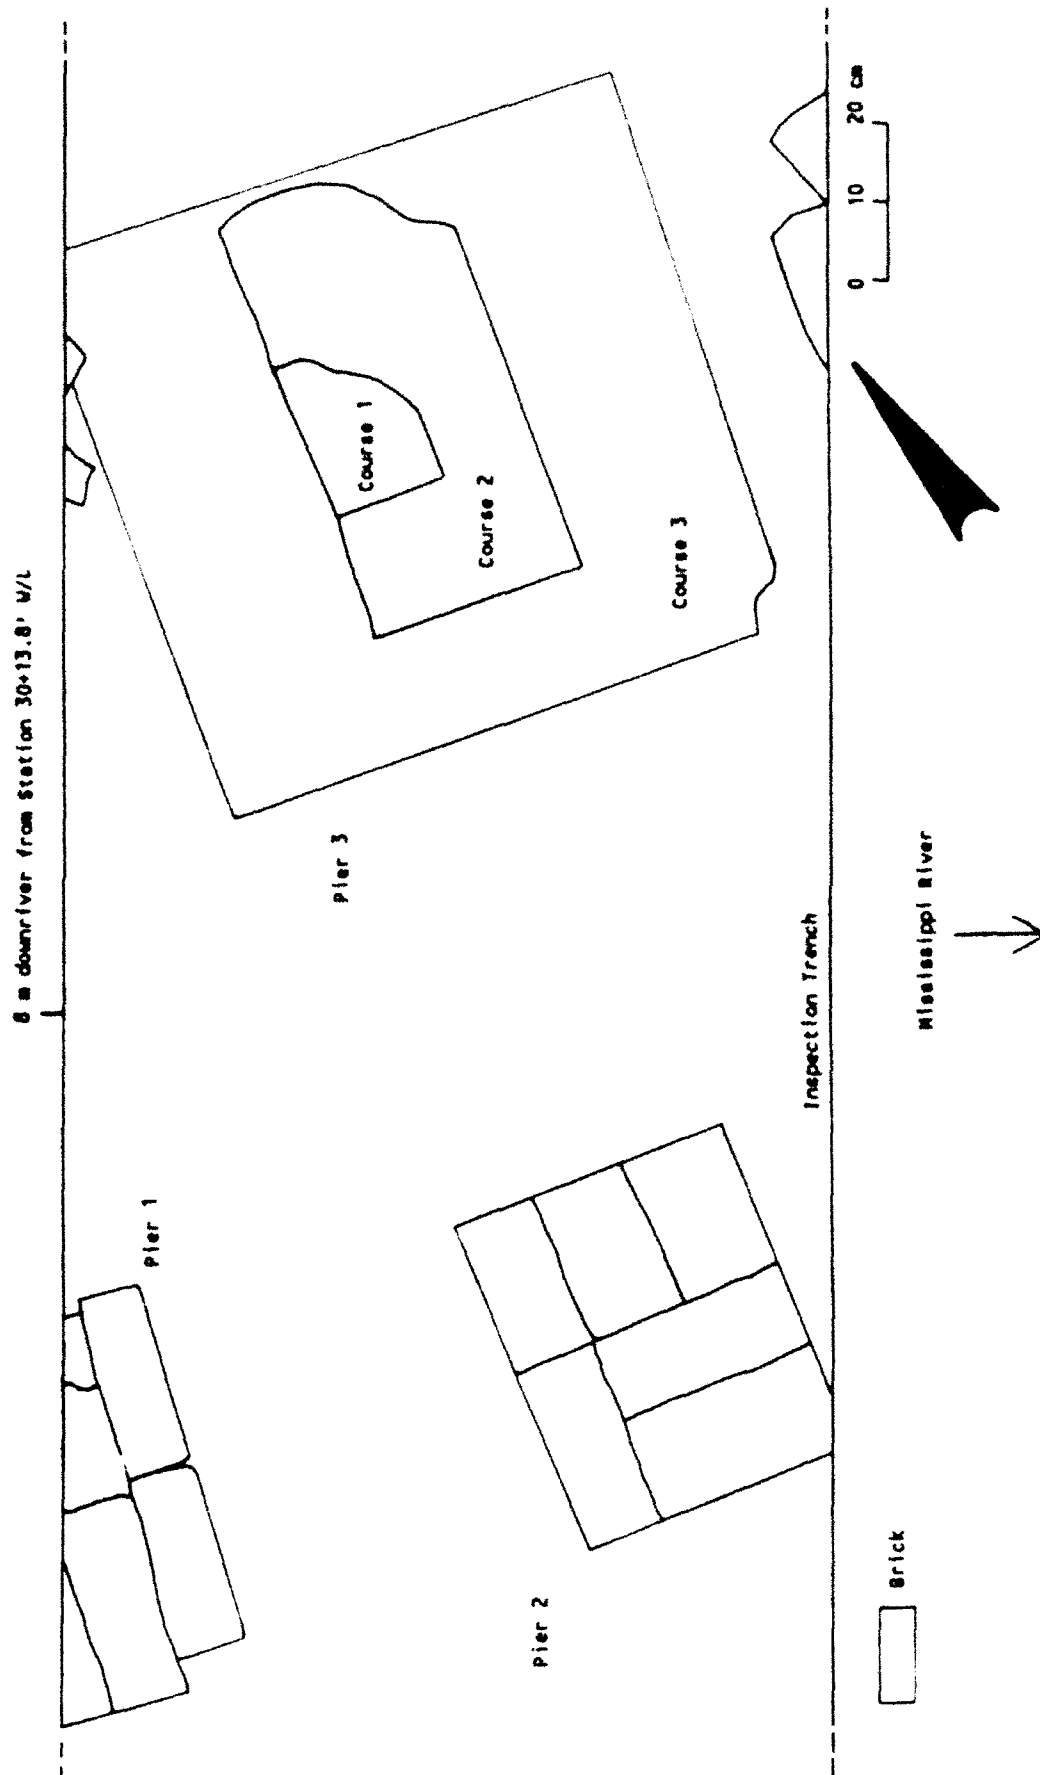 8 m downriver from Station 30+13.8' W/L
Pier 1
Pier 2
Pier 3
Course 1
Course 2
Course 3
Inspection Trench
Mississippi River
Brick
0 10 20 cm